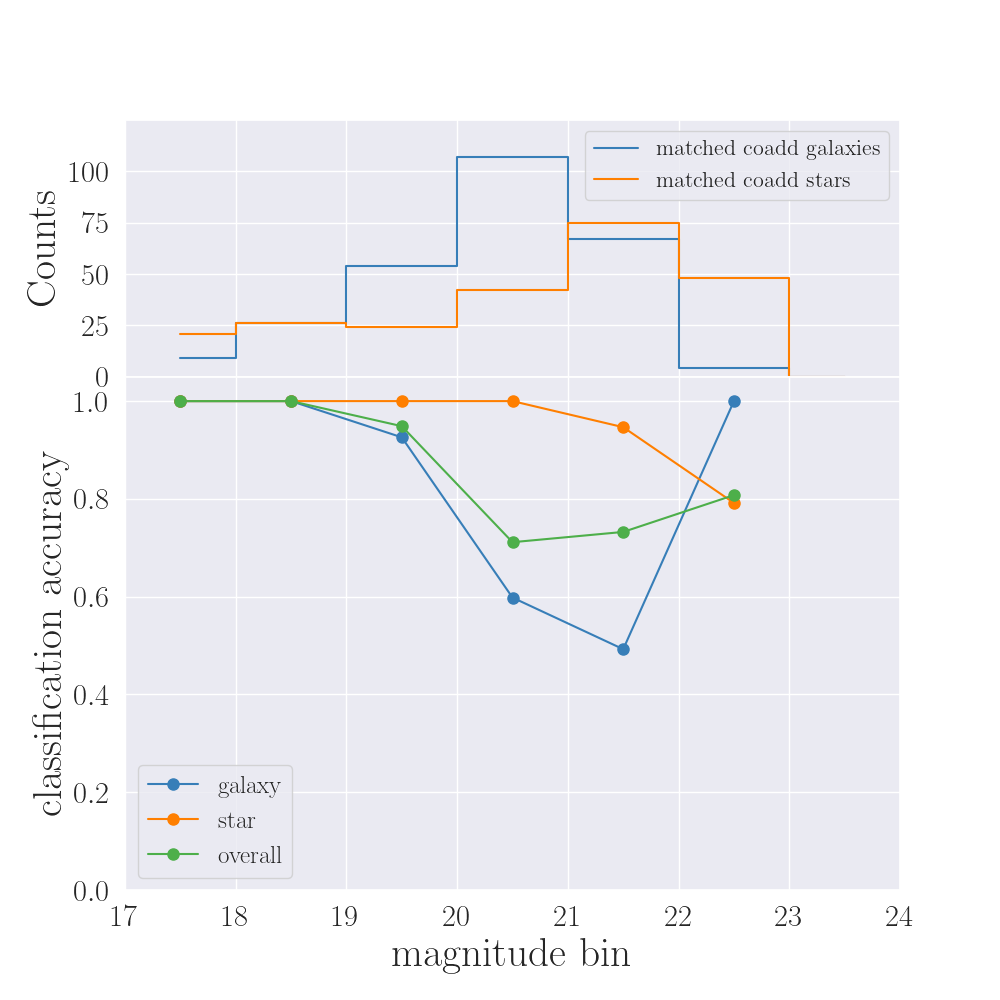 matched coadd galaxies
matched coadd stars
Counts
100
75
50
25
0
1.0
0.8
0.6
0.4
0.2
0.0
classification accuracy
galaxy
star
overall
17 18 19 20 21 22 23 24
magnitude bin